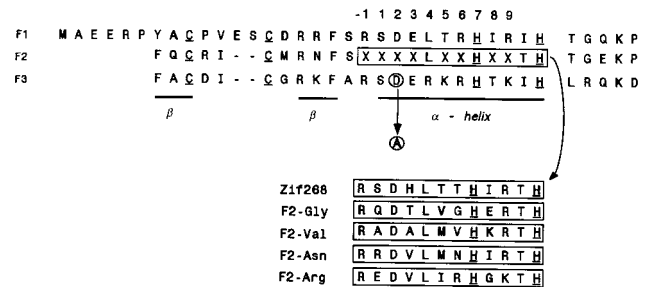 -1 1 2 3 4 5 6 7 8 9
F1 M A E E R P Y A C P V E S C D R R F S R S D E L T R H I R I H T G Q K P
F2 F Q C R I - - C M R N F S X X X X L X X H X X T H T G E K P
F3 F A C D I - - C G R K F A R S D E R K R H T K I H L R Q K D
β β α - helix
A
Zif268 R S D H L T T H I R T H
F2-Gly R Q D T L V G H E R T H
F2-Val R A D A L M V H K R T H
F2-Asn R R D V L M N H I R T H
F2-Arg R E D V L I R H G K T H